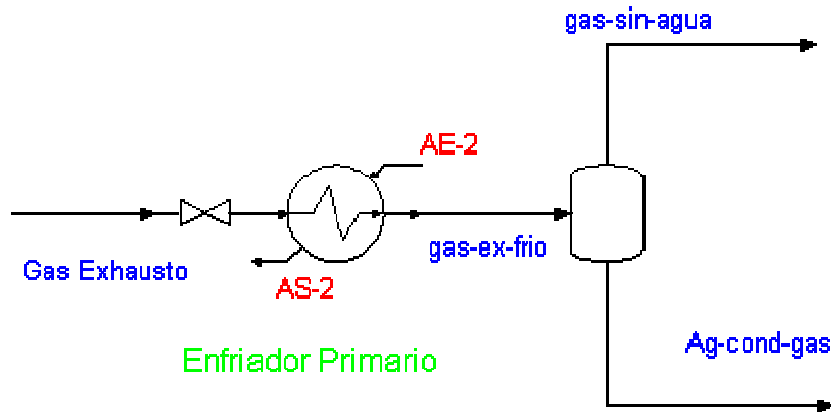 gas-sin-agua
AE-2
gas-ex-frio
Gas Exhausto
AS-2
Ag-cond-gas
Enfriador Primario